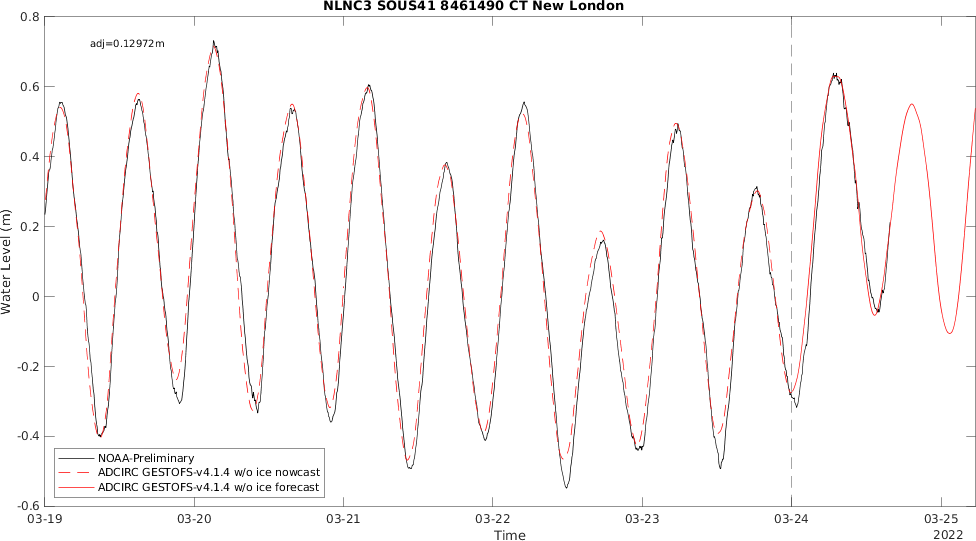 NLNC3 SOUS41 8461490 CT New London
adj=0.12972m
0.8
0.6
0.4
0.2
0
-0.2
-0.4
-0.6
Water Level (m)
NOAA-Preliminary
ADCIRC GESTOFS-v4.1.4 w/o ice nowcast
ADCIRC GESTOFS-v4.1.4 w/o ice forecast
03-19 03-20 03-21 03-22 03-23 03-24 03-25
Time
2022